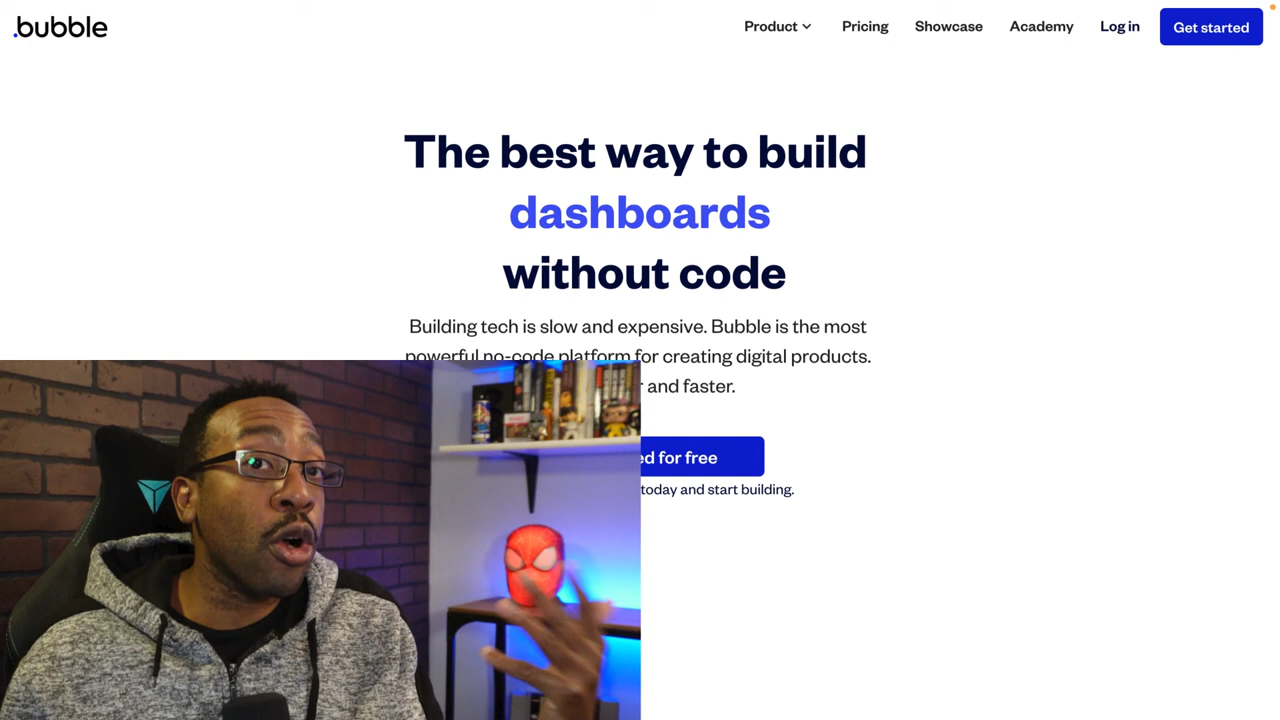 .bubble
Product
Pricing
Showcase
Academy
Log in
Get started
The best way to build
dashboards
without code
Building tech is slow and expensive. Bubble is the most
powerful no-code platform for creating digital products.
and faster.
for free
today and start building.